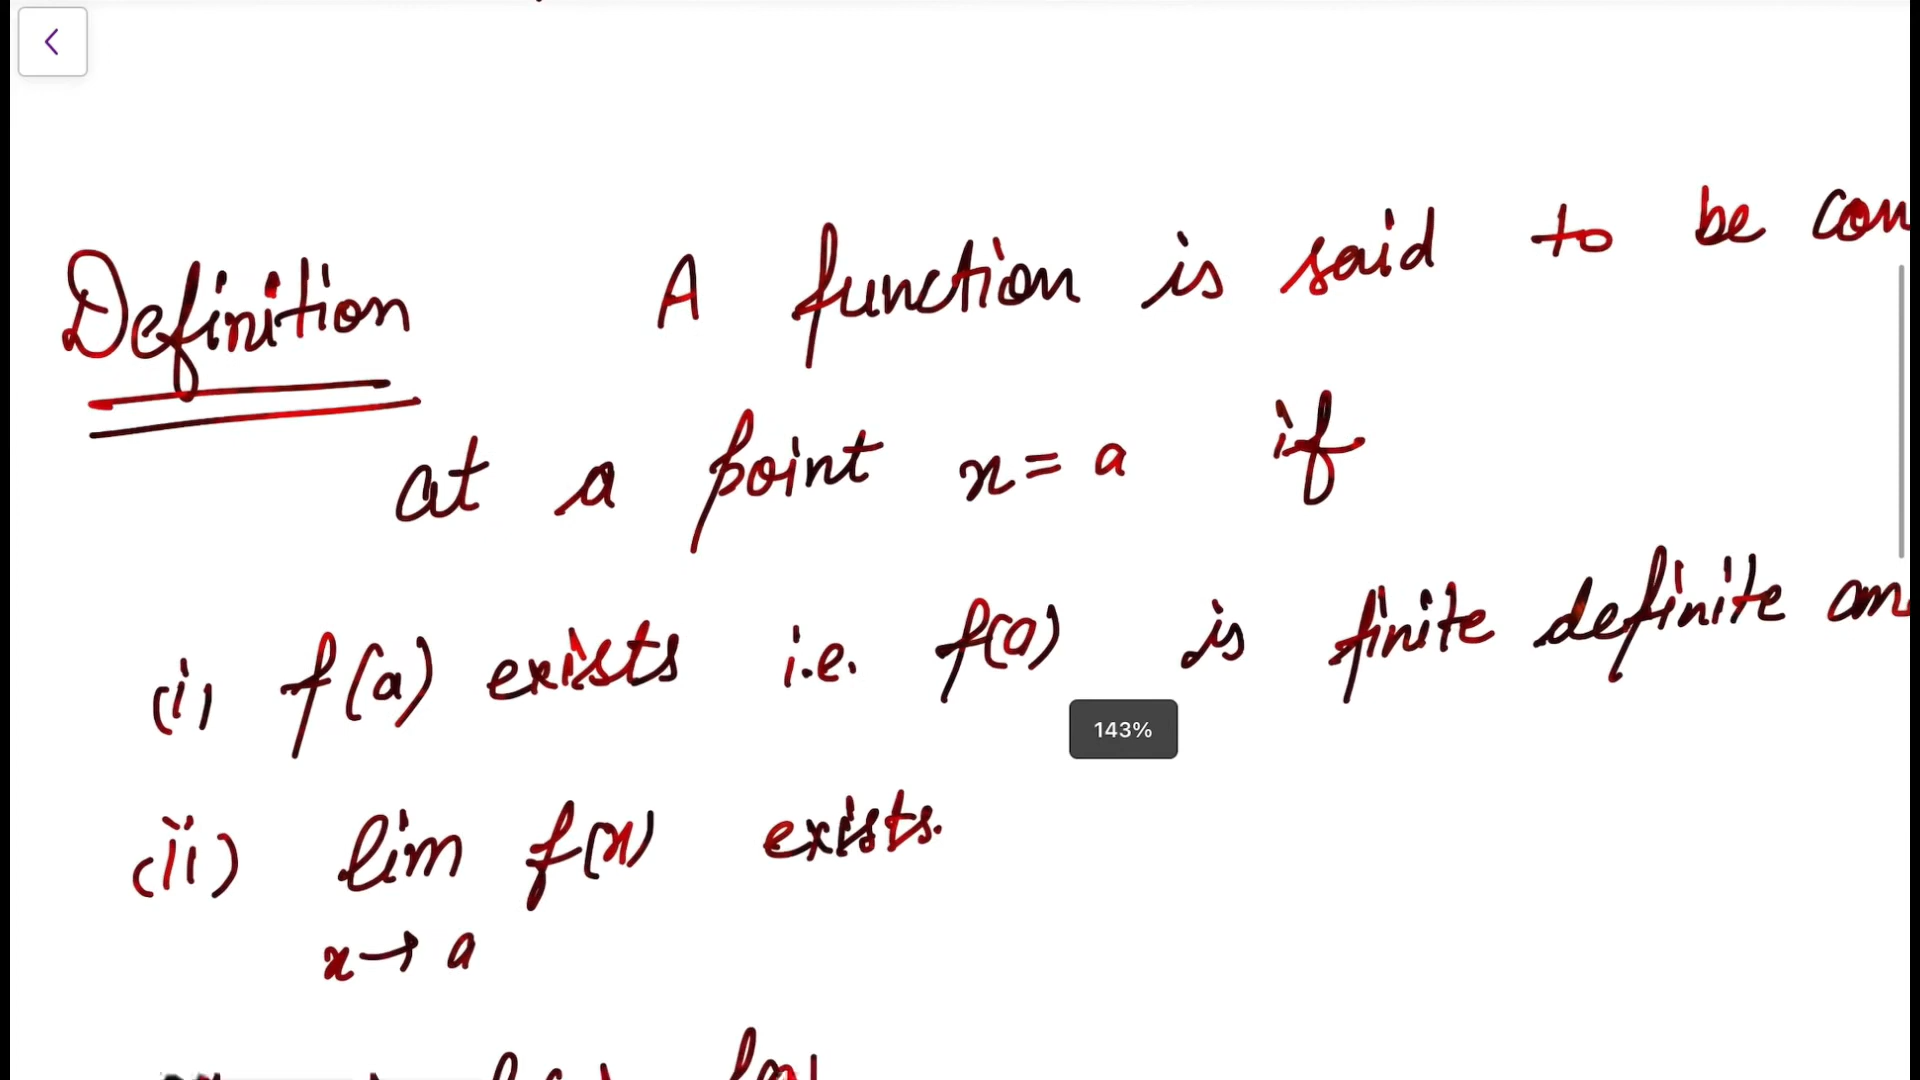 Definition A function is said to be con
at a point x = a if
(i) f(a) exists i.e. f(a) is finite definite an
143%
(ii) lim f(x) exists.
x → a